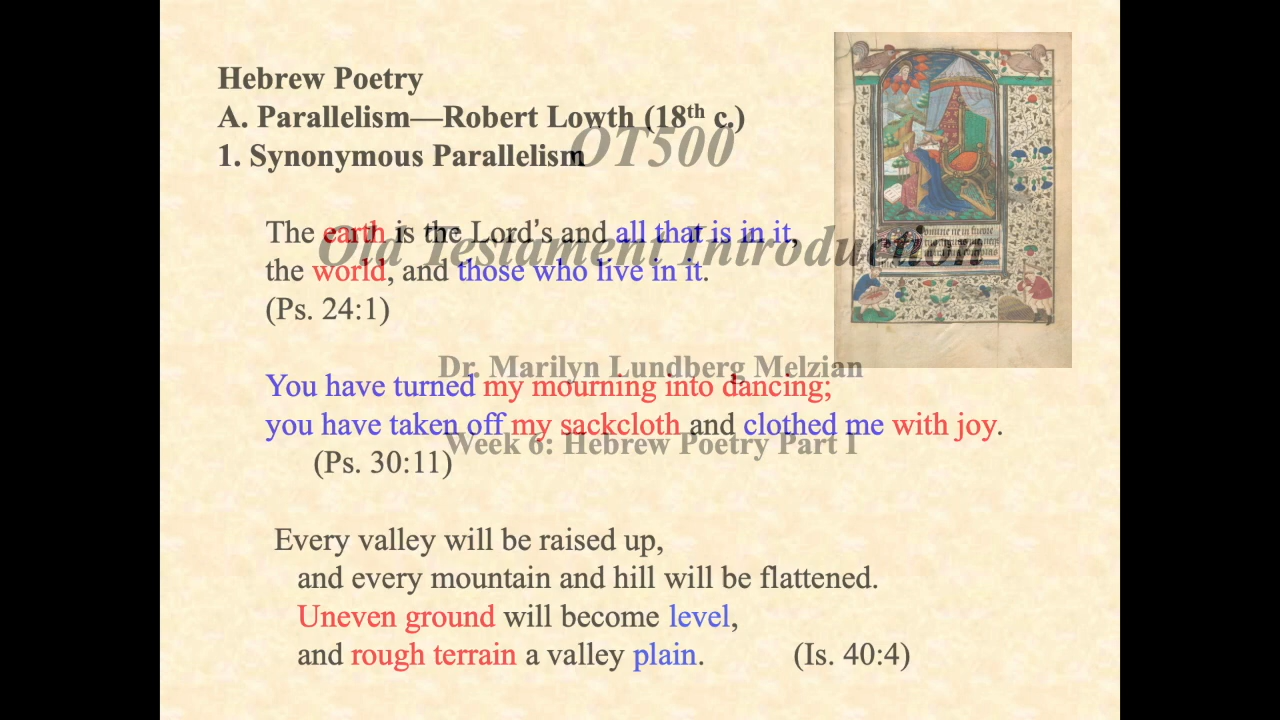 Hebrew Poetry
A. Parallelism—Robert Lowth (18th c.)
1. Synonymous Parallelism
OT500
The earth is the Lord’s and all that is in it,
Old Testament Introduction
the world, and those who live in it.
(Ps. 24:1)
Dr. Marilyn Lundberg Melzian
You have turned my mourning into dancing;
you have taken off my sackcloth and clothed me with joy.
Week 6: Hebrew Poetry Part I
(Ps. 30:11)
Every valley will be raised up,
and every mountain and hill will be flattened.
Uneven ground will become level,
and rough terrain a valley plain. (Is. 40:4)